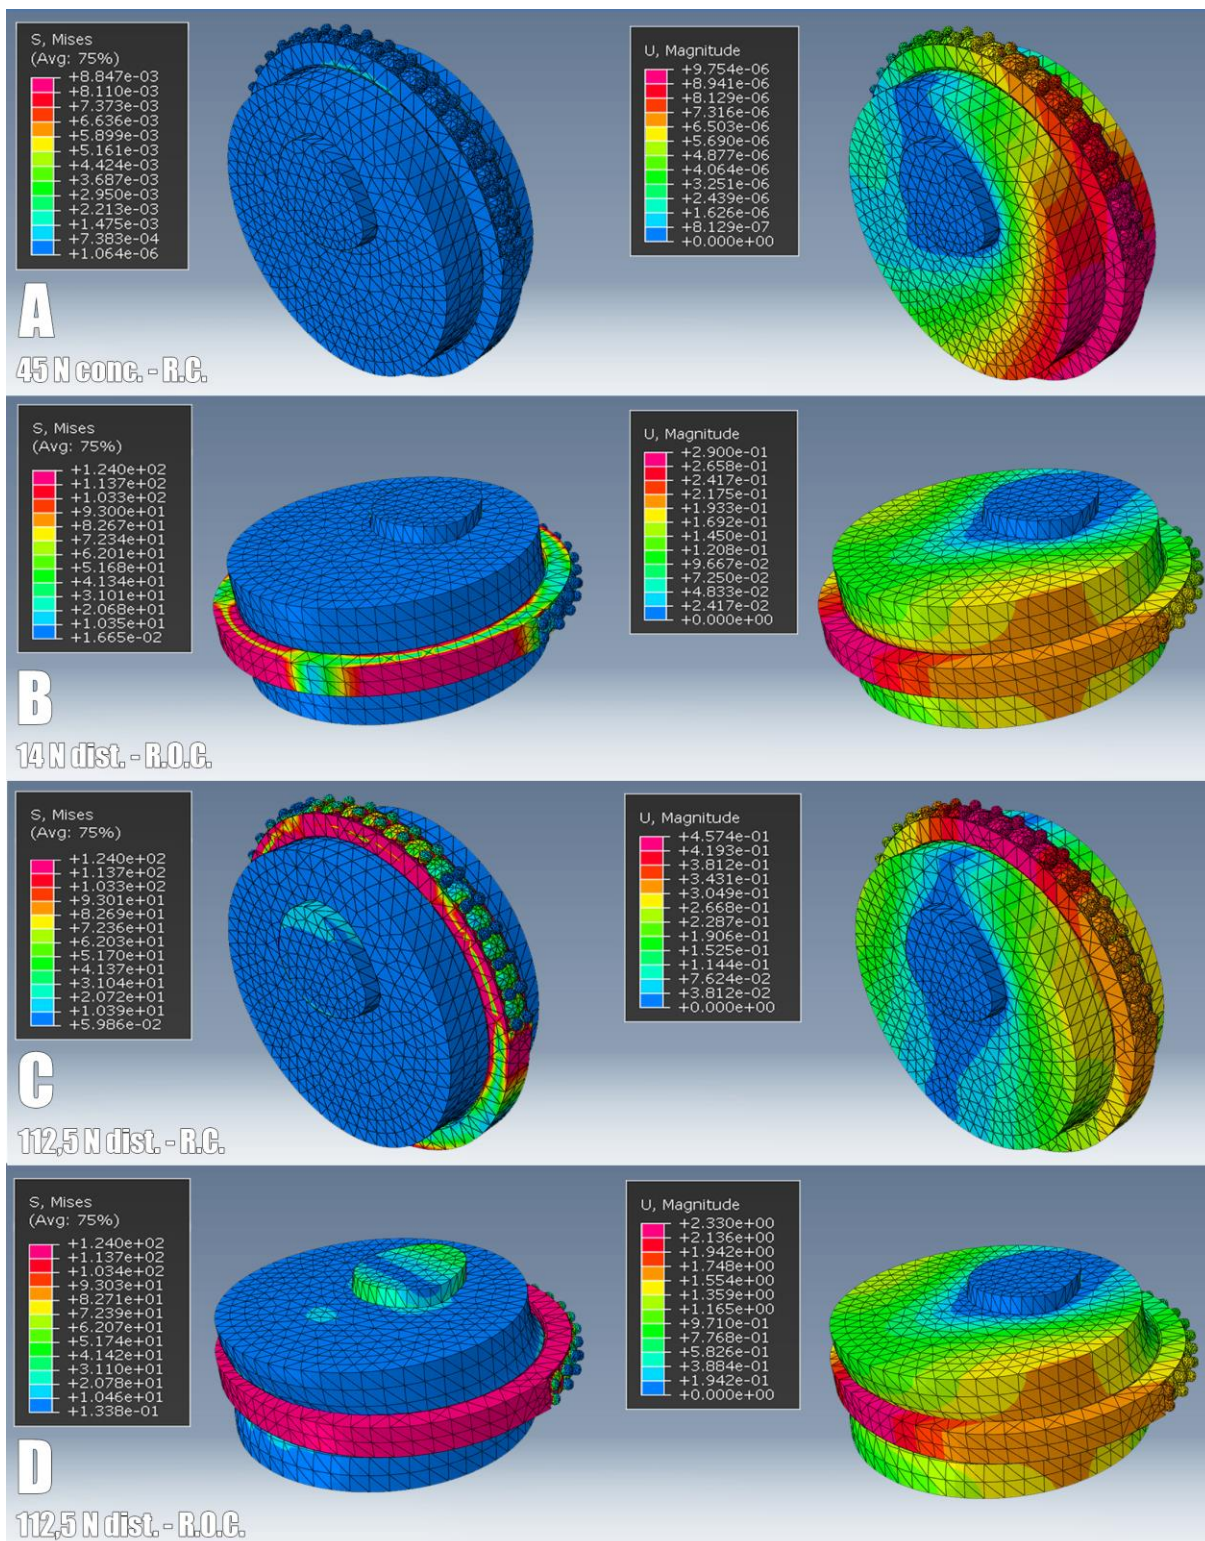 S, Mises
(Avg: 75%)
+8.847e-03
+8.110e-03
+7.373e-03
+6.636e-03
+5.899e-03
+5.161e-03
+4.424e-03
+3.687e-03
+2.950e-03
+2.213e-03
+1.475e-03
+7.383e-04
+1.064e-06
U, Magnitude
+9.754e-06
+8.941e-06
+8.129e-06
+7.316e-06
+6.503e-06
+5.690e-06
+4.877e-06
+4.064e-06
+3.251e-06
+2.439e-06
+1.626e-06
+8.129e-07
+0.000e+00
A
45 N conc. - R.C.
S, Mises
(Avg: 75%)
+1.240e+02
+1.137e+02
+1.033e+02
+9.300e+01
+8.267e+01
+7.234e+01
+6.201e+01
+5.168e+01
+4.134e+01
+3.101e+01
+2.068e+01
+1.035e+01
+1.665e-02
U, Magnitude
+2.900e-01
+2.658e-01
+2.417e-01
+2.175e-01
+1.933e-01
+1.692e-01
+1.450e-01
+1.208e-01
+9.667e-02
+7.250e-02
+4.833e-02
+2.417e-02
+0.000e+00
B
14 N dist. - R.O.C.
S, Mises
(Avg: 75%)
+1.240e+02
+1.137e+02
+1.033e+02
+9.301e+01
+8.269e+01
+7.236e+01
+6.203e+01
+5.170e+01
+4.137e+01
+3.104e+01
+2.072e+01
+1.039e+01
+5.986e-02
U, Magnitude
+4.574e-01
+4.193e-01
+3.812e-01
+3.431e-01
+3.049e-01
+2.668e-01
+2.287e-01
+1.906e-01
+1.525e-01
+1.144e-01
+7.624e-02
+3.812e-02
+0.000e+00
C
112,5 N dist. - R.C.
S, Mises
(Avg: 75%)
+1.240e+02
+1.137e+02
+1.034e+02
+9.303e+01
+8.271e+01
+7.239e+01
+6.207e+01
+5.174e+01
+4.142e+01
+3.110e+01
+2.078e+01
+1.046e+01
+1.338e-01
U, Magnitude
+2.330e+00
+2.136e+00
+1.942e+00
+1.748e+00
+1.554e+00
+1.359e+00
+1.165e+00
+9.710e-01
+7.768e-01
+5.826e-01
+3.884e-01
+1.942e-01
+0.000e+00
D
112,5 N dist. - R.O.C.